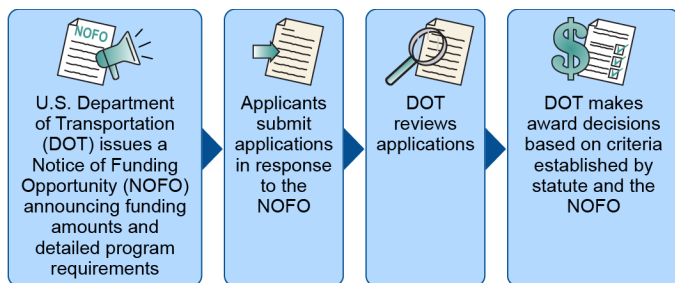 NOFO
U.S. Department
of Transportation
(DOT) issues a
Notice of Funding
Opportunity (NOFO)
announcing funding
amounts and
detailed program
requirements
Applicants
submit
applications
in response
to the
NOFO
DOT
reviews
applications
DOT makes
award decisions
based on criteria
established by
statute and the
NOFO